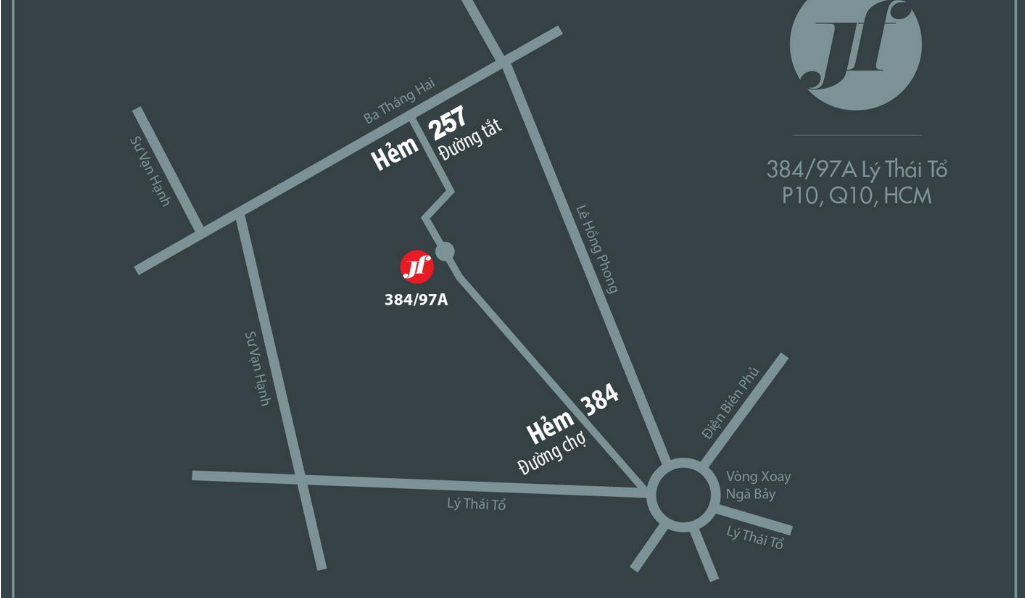 jf
Ba Tháng Hai
Sư Vạn Hạnh
Hẻm 257
Đường tắt
384/97A Lý Thái Tổ
P10, Q10, HCM
Lê Hồng Phong
jf
384/97A
Sư Vạn Hạnh
Điện Biên Phủ
Hẻm 384
Đường chợ
Vòng Xoay
Ngã Bảy
Lý Thái Tổ
Lý Thái Tổ